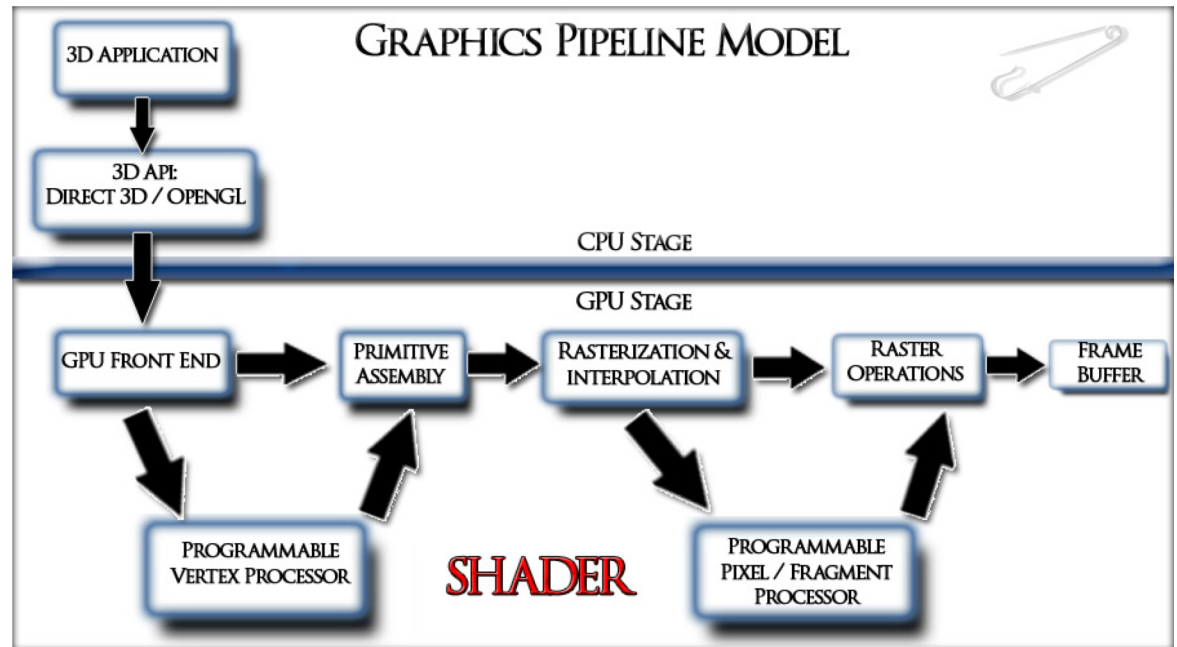 GRAPHICS PIPELINE MODEL
3D APPLICATION
3D API:
DIRECT 3D / OPENGL
CPU STAGE
GPU STAGE
GPU FRONT END
PRIMITIVE
ASSEMBLY
RASTERIZATION &
INTERPOLATION
RASTER
OPERATIONS
FRAME
BUFFER
PROGRAMMABLE
VERTEX PROCESSOR
SHADER
PROGRAMMABLE
PIXEL / FRAGMENT
PROCESSOR